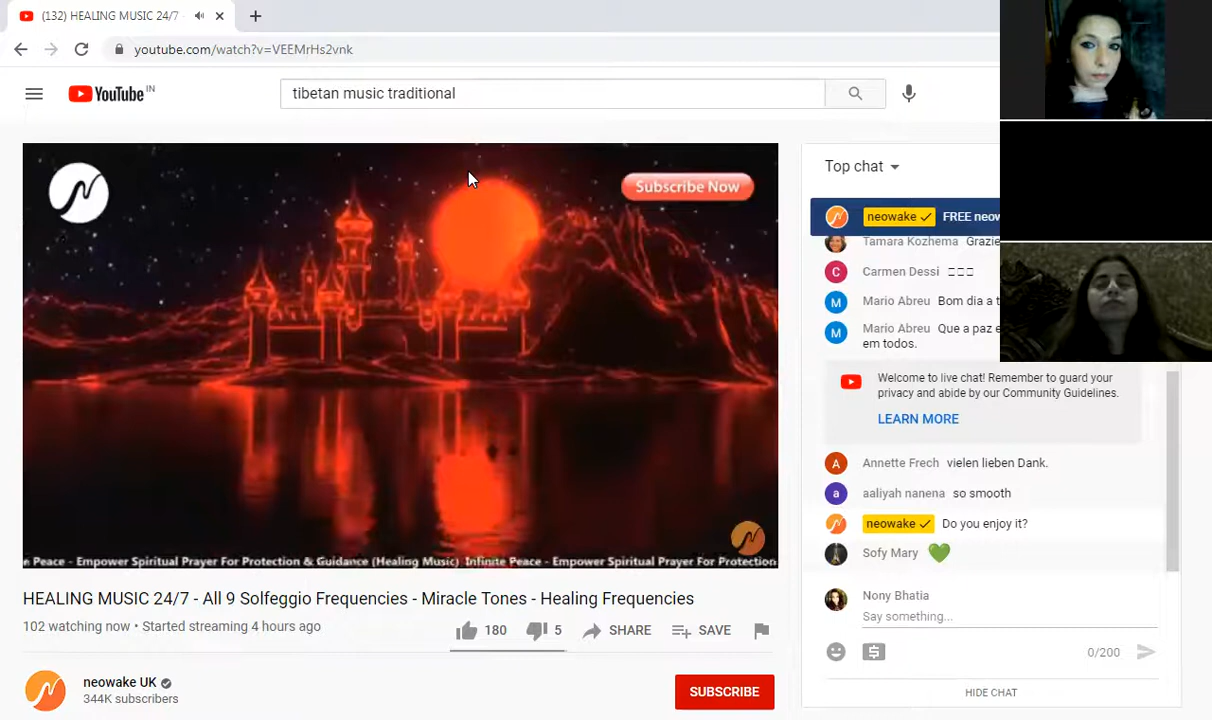 (132) HEALING MUSIC 24/7
youtube.com/watch?v=VEEMrHs2vnk
YouTube IN
tibetan music traditional
Subscribe Now
Peace - Empower Spiritual Prayer For Protection & Guidance (Healing Music) Infinite Peace - Empower Spiritual Prayer For Protection
HEALING MUSIC 24/7 - All 9 Solfeggio Frequencies - Miracle Tones - Healing Frequencies
102 watching now • Started streaming 4 hours ago
180
5
SHARE
SAVE
neowake UK
344K subscribers
SUBSCRIBE
Top chat
neowake FREE
Tamara Kozhema Grazie
C Carmen Dessi
M Mario Abreu Bom dia a
M Mario Abreu Que a paz
em todos.
Welcome to live chat! Remember to guard your
privacy and abide by our Community Guidelines.
LEARN MORE
A Annette Frech vielen lieben Dank.
a aaliyah nanena so smooth
neowake Do you enjoy it?
Sofy Mary
Nony Bhatia
Say something...
0/200
HIDE CHAT